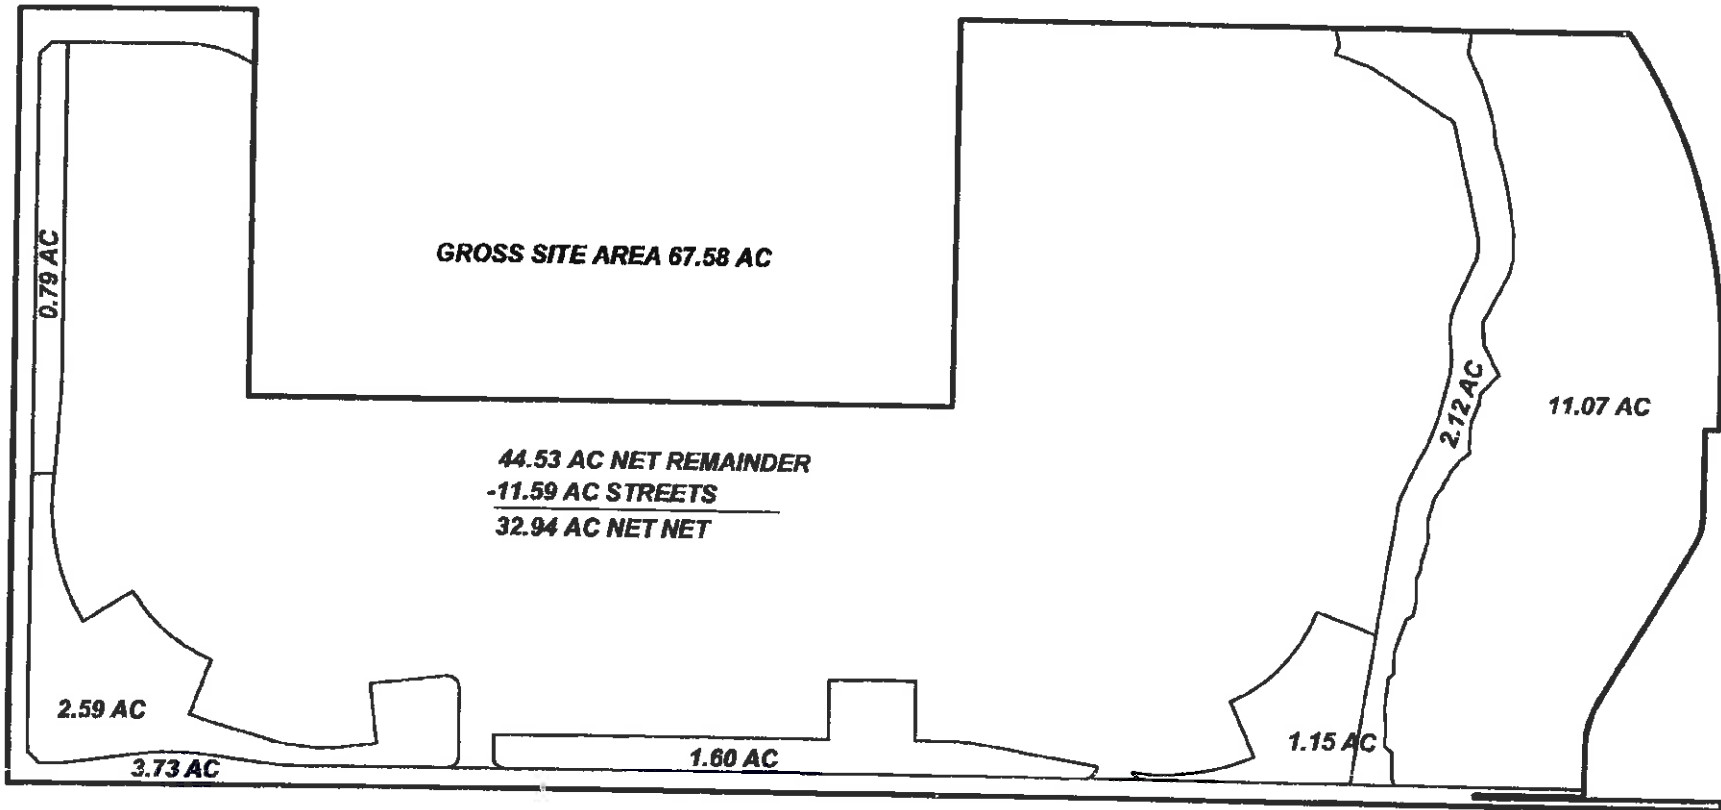 0.79 AC
GROSS SITE AREA 67.58 AC
2.12 AC
11.07 AC
44.53 AC NET REMAINDER
-11.59 AC STREETS
32.94 AC NET NET
2.59 AC
3.73 AC
1.60 AC
1.15 AC